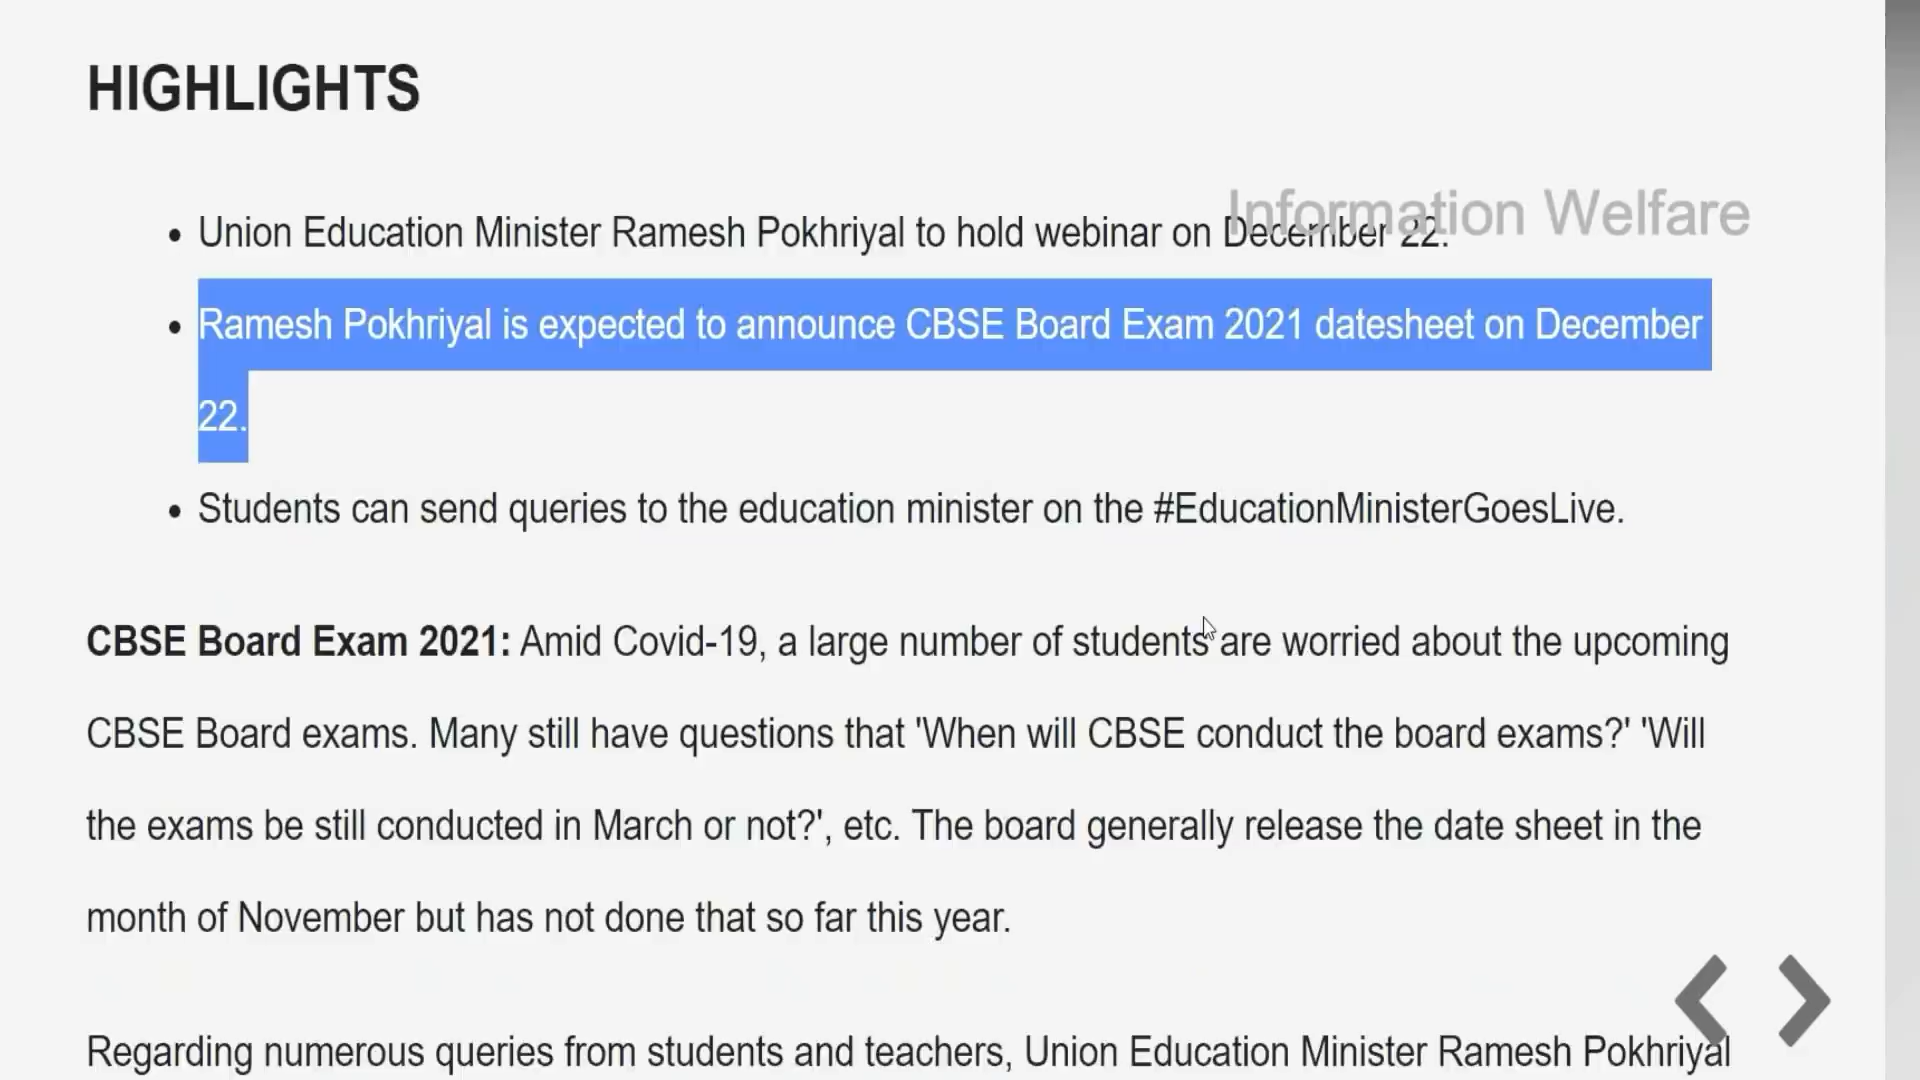 HIGHLIGHTS
Information Welfare
• Union Education Minister Ramesh Pokhriyal to hold webinar on December 22.
• Ramesh Pokhriyal is expected to announce CBSE Board Exam 2021 datesheet on December
22.
• Students can send queries to the education minister on the #EducationMinisterGoesLive.
CBSE Board Exam 2021: Amid Covid-19, a large number of students are worried about the upcoming
CBSE Board exams. Many still have questions that 'When will CBSE conduct the board exams?' 'Will
the exams be still conducted in March or not?', etc. The board generally release the date sheet in the
month of November but has not done that so far this year.
Regarding numerous queries from students and teachers, Union Education Minister Ramesh Pokhriyal